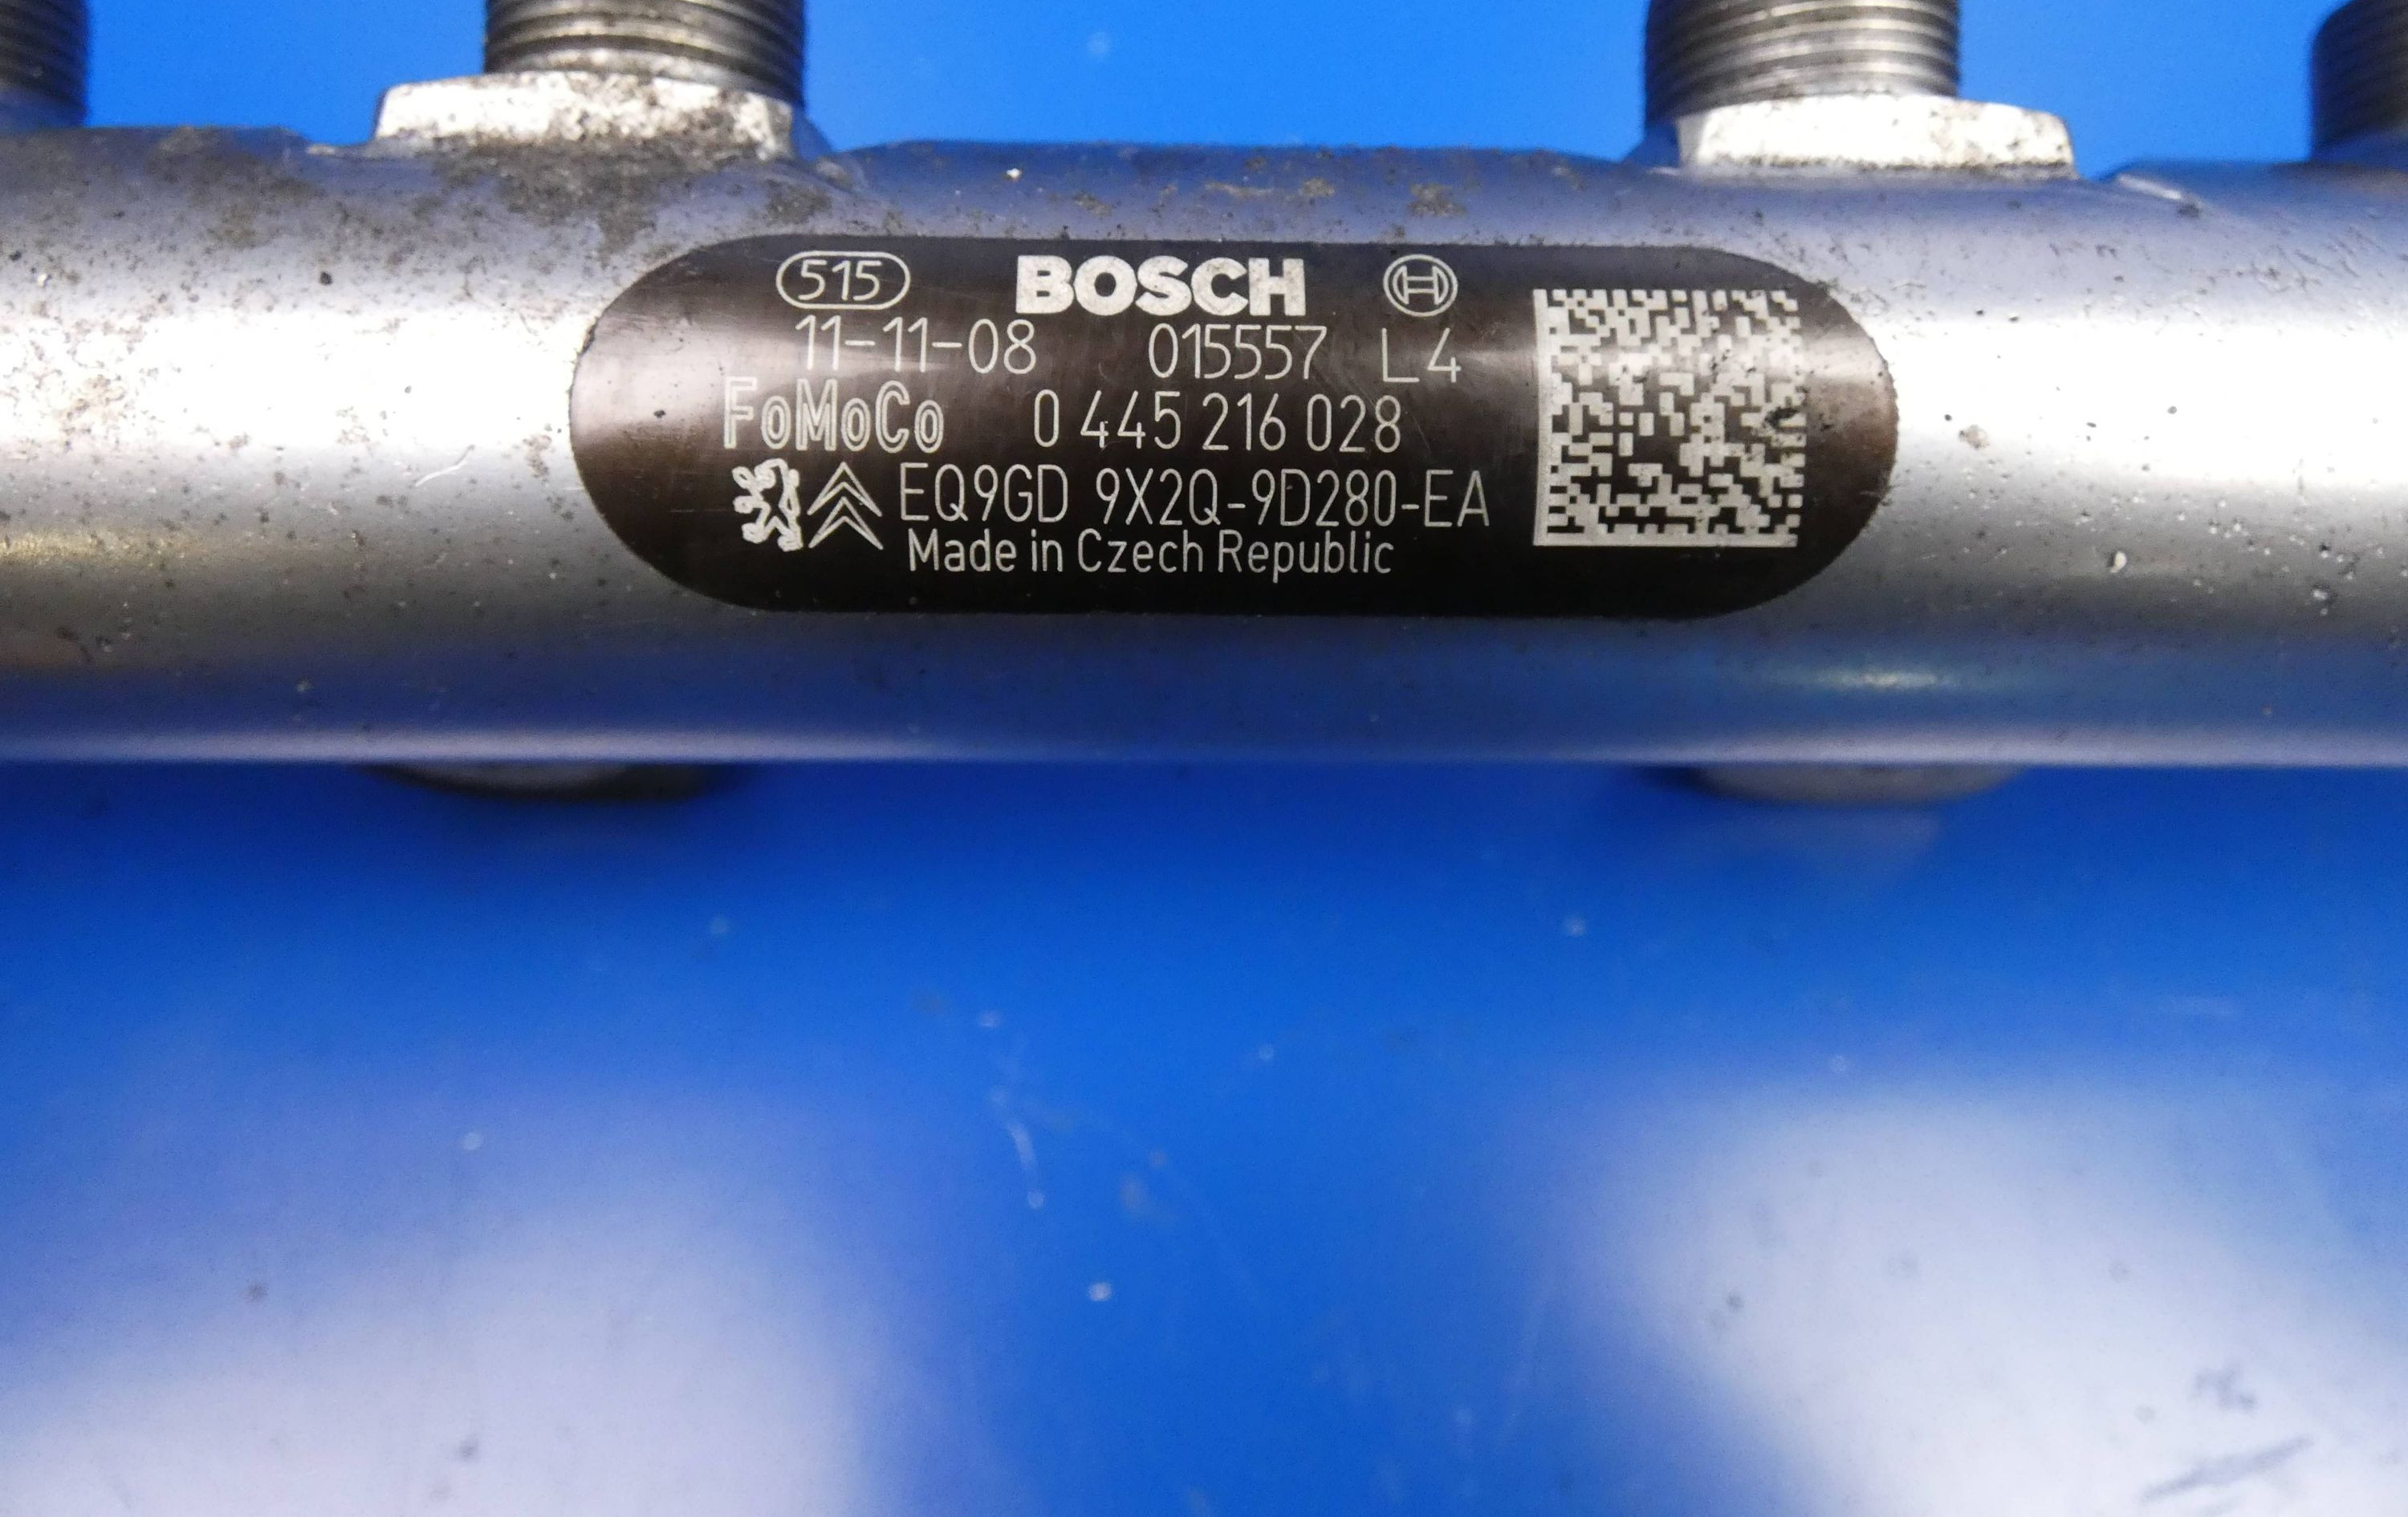 515 BOSCH
11-11-08 015557 L4
FoMoCo 0 445 216 028
EQ9GD 9X2Q-9D280-EA
Made in Czech Republic